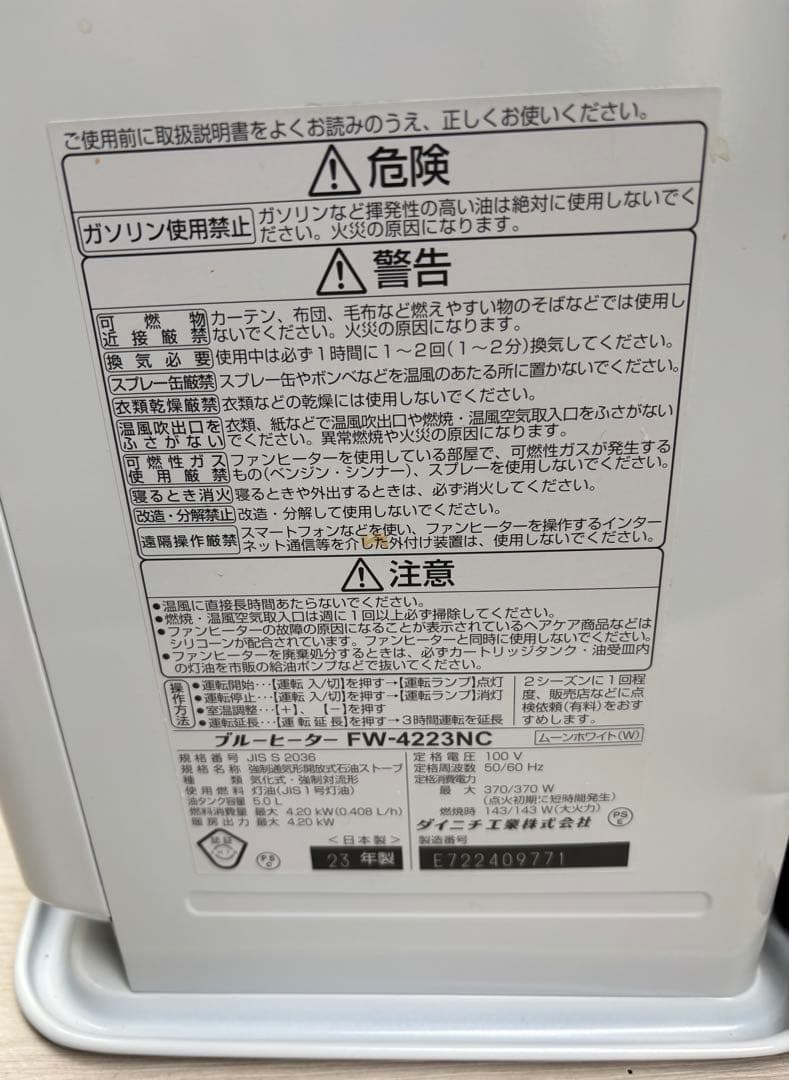 ご使用前に取扱説明書をよくお読みのうえ、正しくお使いください。
危険
ガソリン使用禁止 ガソリンなど揮発性の高い油は絶対に使用しないでく
ださい。火災の原因になります。
警告
可燃物 近接厳禁 カーテン、布団、毛布など燃えやすい物のそばなどでは使用し
ないでください。火災の原因になります。
換気必要 使用中は必ず1時間に1〜2回(1〜2分)換気してください。
スプレー缶厳禁 スプレー缶やボンベなどを温風のあたる所に置かないでください。
衣類乾燥厳禁 衣類などの乾燥には使用しないでください。
温風吹出口を ふさがない 衣類、紙などで温風吹出口や燃焼・温風空気取入口をふさがない
でください。異常燃焼や火災の原因になります。
可燃性ガス 使用厳禁 ファンヒーターを使用している部屋で、可燃性ガスが発生する
もの(ベンジン・シンナー)、スプレーを使用しないでください。
寝るとき消火 寝るときや外出するときは、必ず消火してください。
改造・分解禁止 改造・分解して使用しないでください。
遠隔操作厳禁 スマートフォンなどを使い、ファンヒーターを操作するインター
ネット通信等を介した外付け装置は、使用しないでください。
注意
●温風に直接長時間あたらないでください。
●燃焼・温風空気取入口は週に1回以上必ず掃除してください。
●ファンヒーターの故障の原因になることが表示されているヘアケア商品などは
シリコーンが配合されています。ファンヒーターと同時に使用しないでください。
●ファンヒーターを廃棄処分するときは、必ずカートリッジタンク・油受皿内
の灯油を市販の給油ポンプなどで抜いてください。
操作方法
●運転開始・・・【運転 入/切】を押す→【運転ランプ】点灯
●運転停止・・・【運転 入/切】を押す→【運転ランプ】消灯
●室温調整・・・【+】、【−】を押す
●運転延長・・・【運転延長】を押す→3時間運転を延長
2シーズンに1回程
度、販売店などに点
検依頼(有料)をおす
すめします。
ブルーヒーター FW-4223NC ムーンホワイト(W)
規格番号 JIS S 2036
規格名称 強制通気形開放式石油ストーブ
種類 気化式・強制対流形
使用燃料 灯油(JIS1号灯油)
油タンク容量 5.0 L
燃料消費量 最大 4.20 kW(0.408 L/h)
暖房出力 最大 4.20 kW
定格電圧 100 V
定格周波数 50/60 Hz
定格消費電力
最大 370/370 W
(点火初期に短時間発生)
燃焼時 143/143 W(大火力)
ダイニチ工業株式会社
PSE
認証
PSC
<日本製>
23 年製
製造番号
E722409771